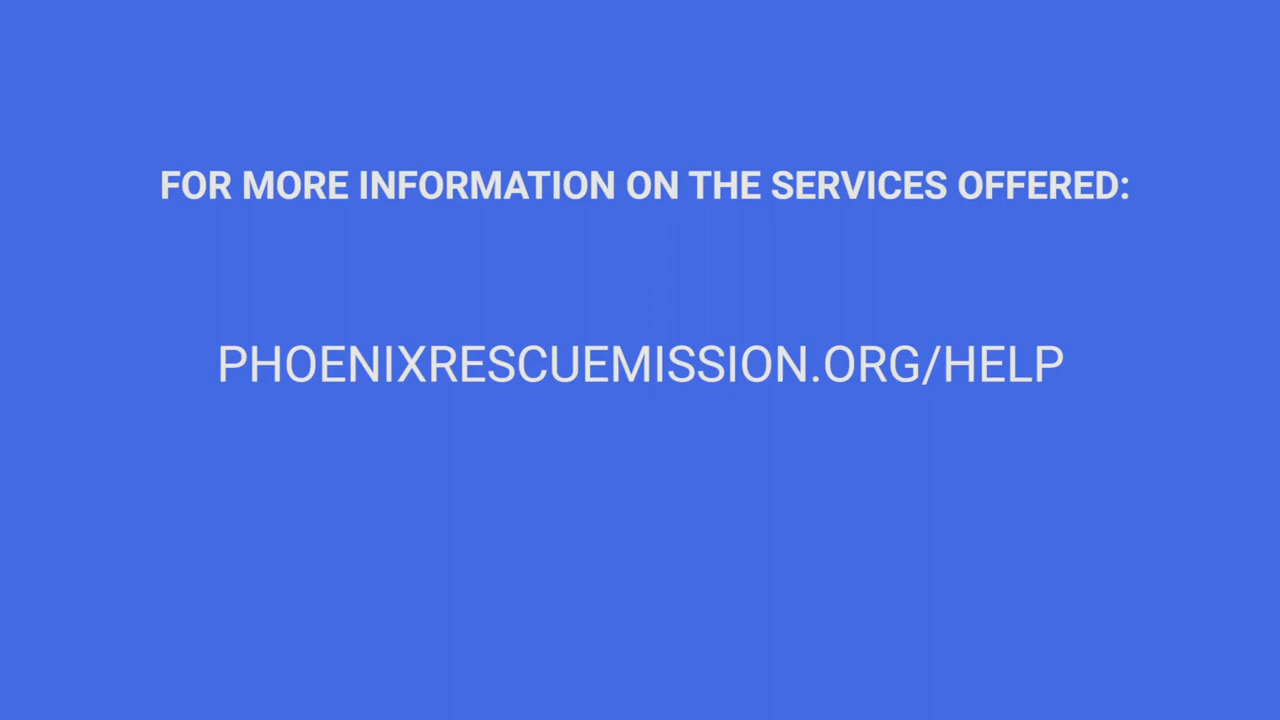 FOR MORE INFORMATION ON THE SERVICES OFFERED:
PHOENIXRESCUEMISSION.ORG/HELP